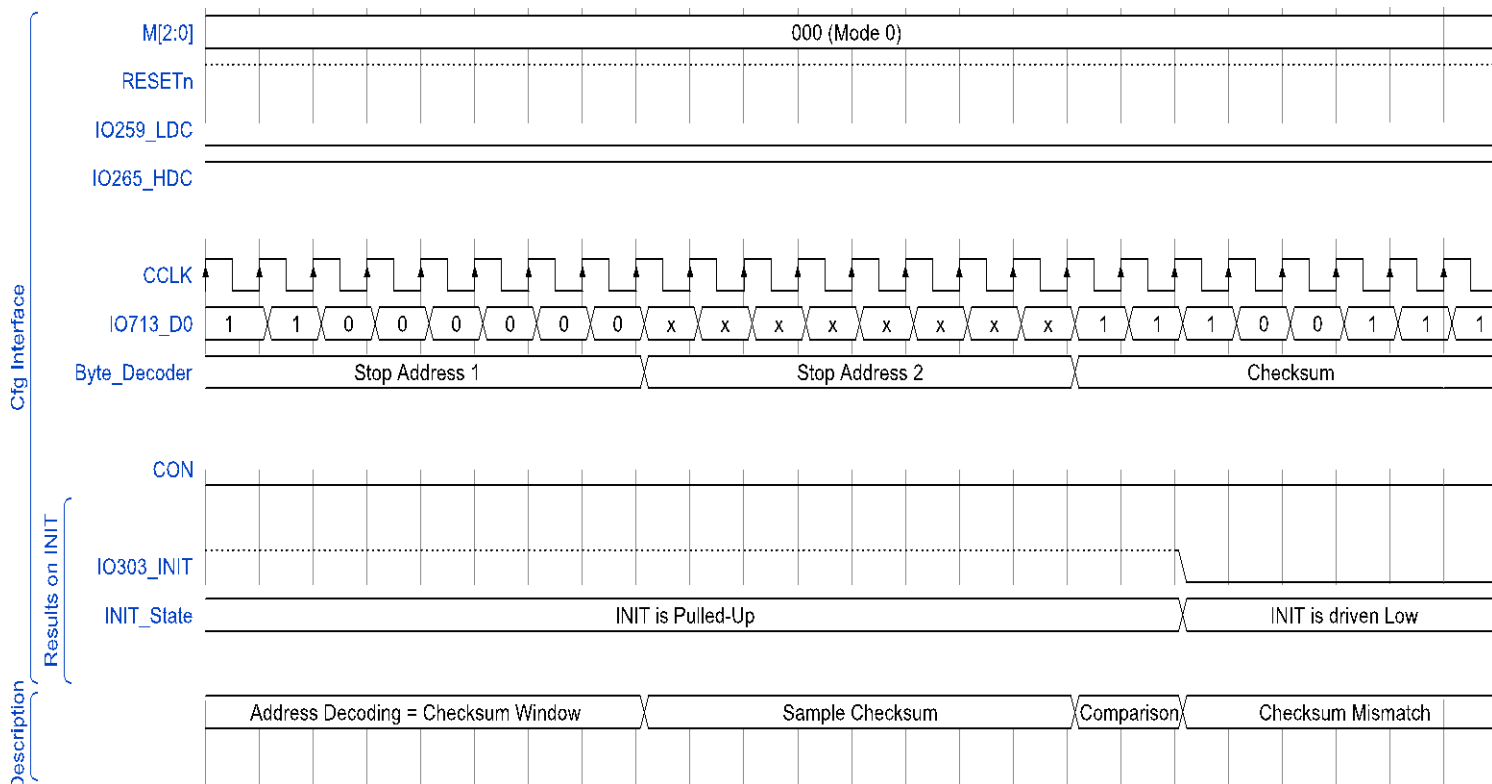 M[2:0] 000 (Mode 0)
RESETn
IO259_LDC
IO265_HDC
CCLK
IO713_D0 1 1 0 0 0 0 0 0 x x x x x x x x 1 1 1 0 0 1 1 1
Byte_Decoder Stop Address 1 Stop Address 2 Checksum
CON
IO303_INIT
INIT_State INIT is Pulled-Up INIT is driven Low
Address Decoding = Checksum Window Sample Checksum Comparison Checksum Mismatch
Cfg Interface
Results on INIT
Description